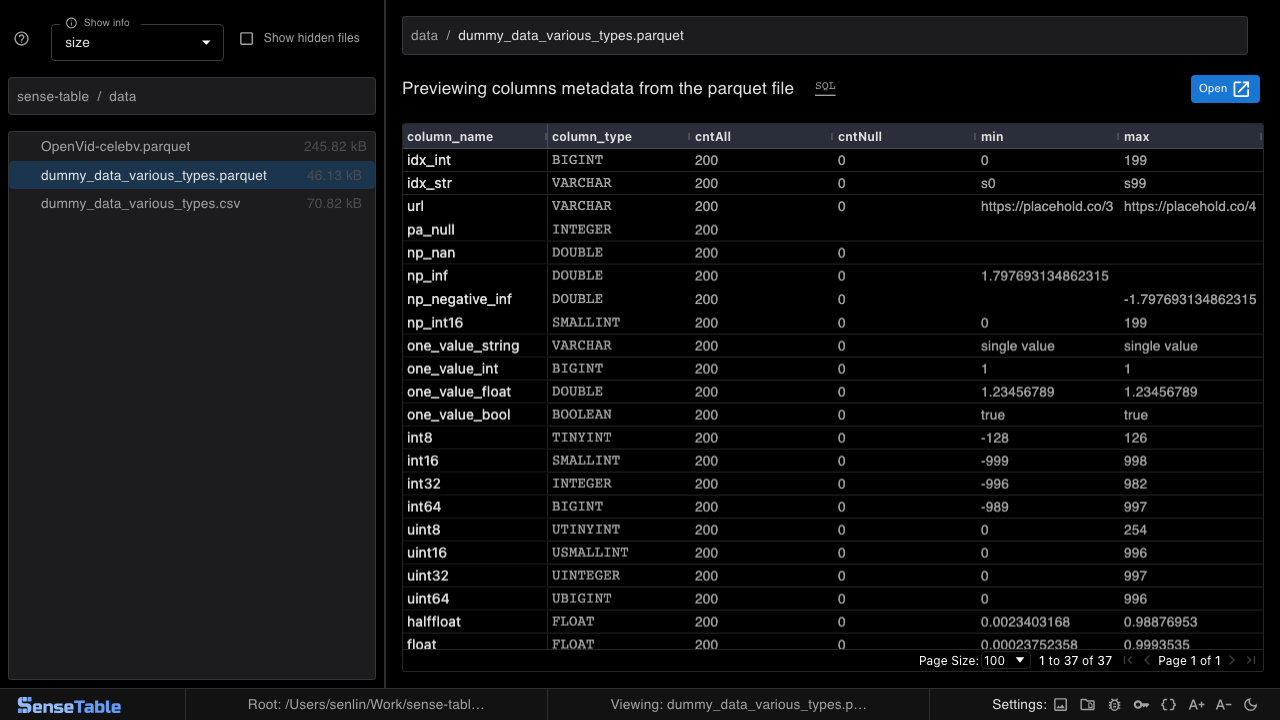 Show info
size
Show hidden files
sense-table / data
OpenVid-celebv.parquet 245.82 kB
dummy_data_various_types.parquet 46.13 kB
dummy_data_various_types.csv 70.82 kB
data / dummy_data_various_types.parquet
Previewing columns metadata from the parquet file SQL
Open
column_name column_type cntAll cntNull min max
idx_int BIGINT 200 0 0 199
idx_str VARCHAR 200 0 s0 s99
url VARCHAR 200 0 https://placehold.co/3 https://placehold.co/4
pa_null INTEGER 200
np_nan DOUBLE 200 0
np_inf DOUBLE 200 0 1.797693134862315
np_negative_inf DOUBLE 200 0 -1.797693134862315
np_int16 SMALLINT 200 0 0 199
one_value_string VARCHAR 200 0 single value single value
one_value_int BIGINT 200 0 1 1
one_value_float DOUBLE 200 0 1.23456789 1.23456789
one_value_bool BOOLEAN 200 0 true true
int8 TINYINT 200 0 -128 126
int16 SMALLINT 200 0 -999 998
int32 INTEGER 200 0 -996 982
int64 BIGINT 200 0 -989 997
uint8 UTINYINT 200 0 0 254
uint16 USMALLINT 200 0 0 996
uint32 UINTEGER 200 0 0 997
uint64 UBIGINT 200 0 0 996
halffloat FLOAT 200 0 0.0023403168 0.98876953
float FLOAT 200 0 0.00023752358 0.9993535
Page Size: 100 1 to 37 of 37 Page 1 of 1
SenseTable Root: /Users/senlin/Work/sense-tabl... Viewing: dummy_data_various_types.p... Settings: A+ A-